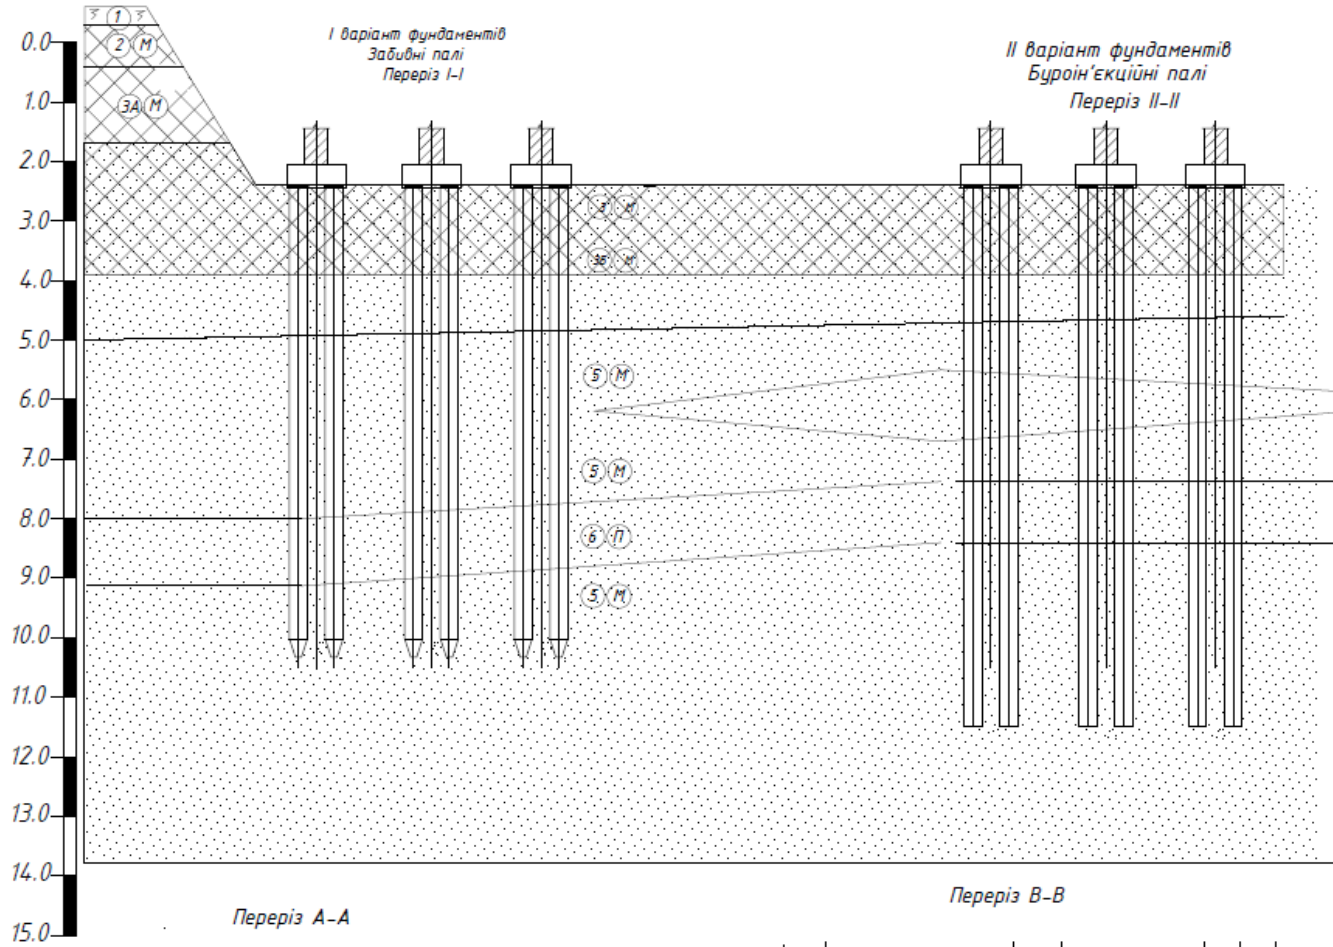 1
2 М
3А М
І варіант фундаментів
Забивні палі
Переріз І-І
ІІ варіант фундаментів
Буроін'єкційні палі
Переріз ІІ-ІІ
0.0
1.0
2.0
3.0
4.0
5.0
6.0
7.0
8.0
9.0
10.0
11.0
12.0
13.0
14.0
15.0
3 М
3Б М
5 М
5 М
6 П
5 М
Переріз А-А
Переріз В-В